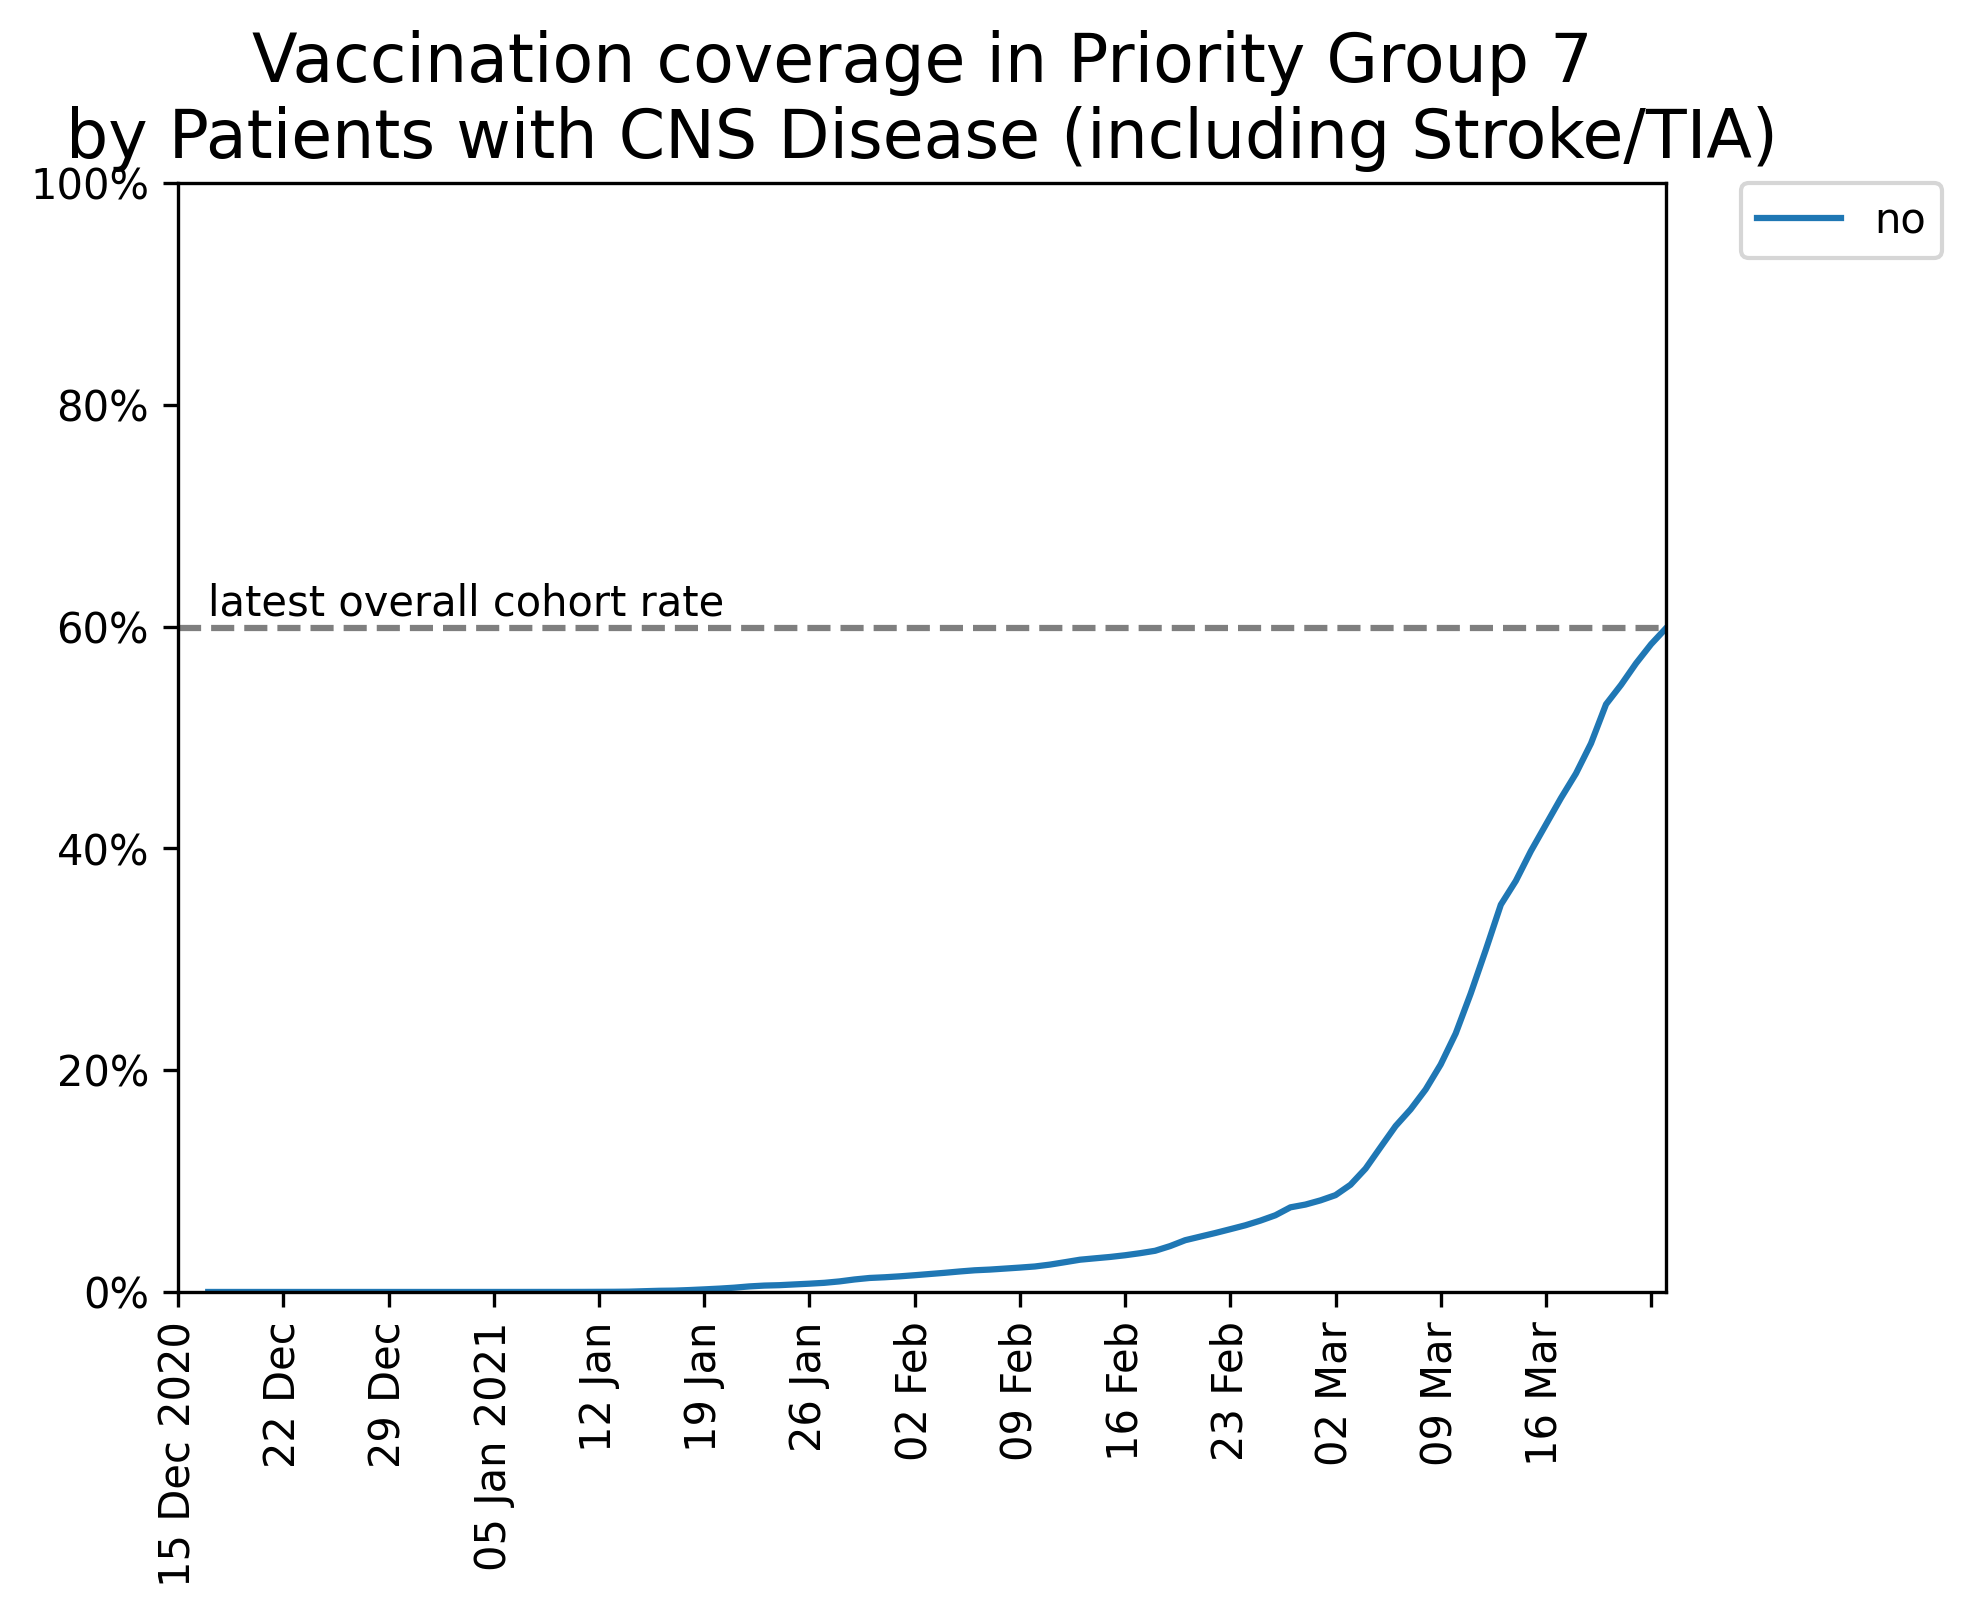 Vaccination coverage in Priority Group 7
by Patients with CNS Disease (including Stroke/TIA)
100%
80%
60%
40%
20%
0%
latest overall cohort rate
no
15 Dec 2020
22 Dec
29 Dec
05 Jan 2021
12 Jan
19 Jan
26 Jan
02 Feb
09 Feb
16 Feb
23 Feb
02 Mar
09 Mar
16 Mar